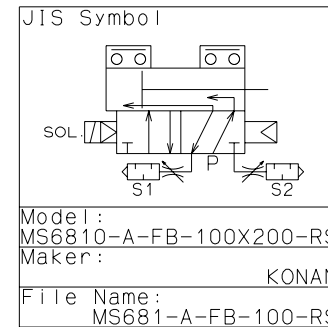 JIS Symbol
SOL.
P
S1 S2
Model:
MS6810-A-FB-100X200-RS
Maker:
KONAN
File Name:
MS681-A-FB-100-RS